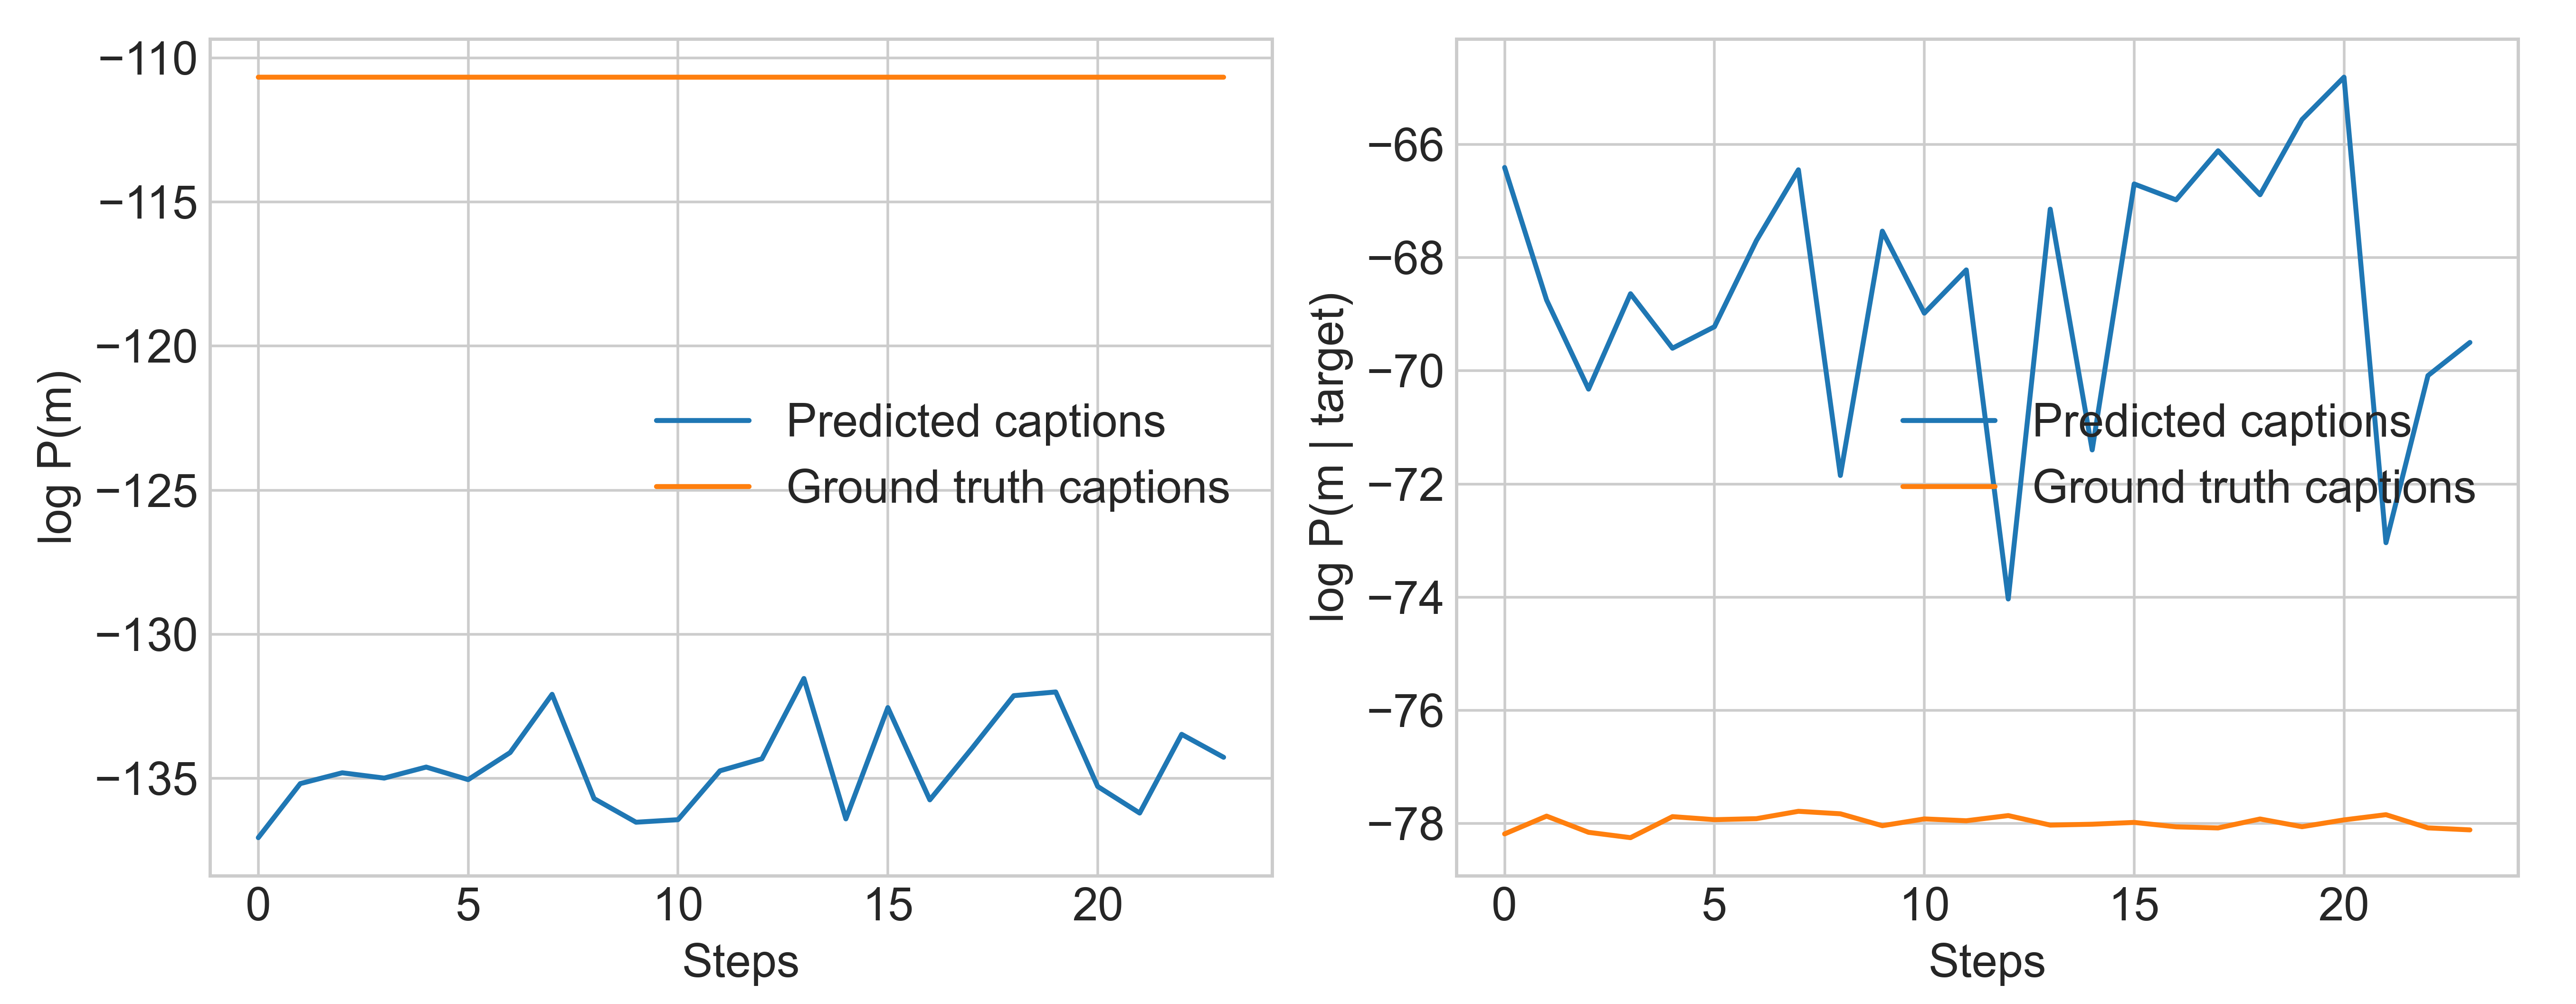 log P(m)
−110
−115
−120
−125
−130
−135
Predicted captions
Ground truth captions
0 5 10 15 20
Steps
log P(m | target)
−66
−68
−70
−72
−74
−76
−78
Predicted captions
Ground truth captions
0 5 10 15 20
Steps